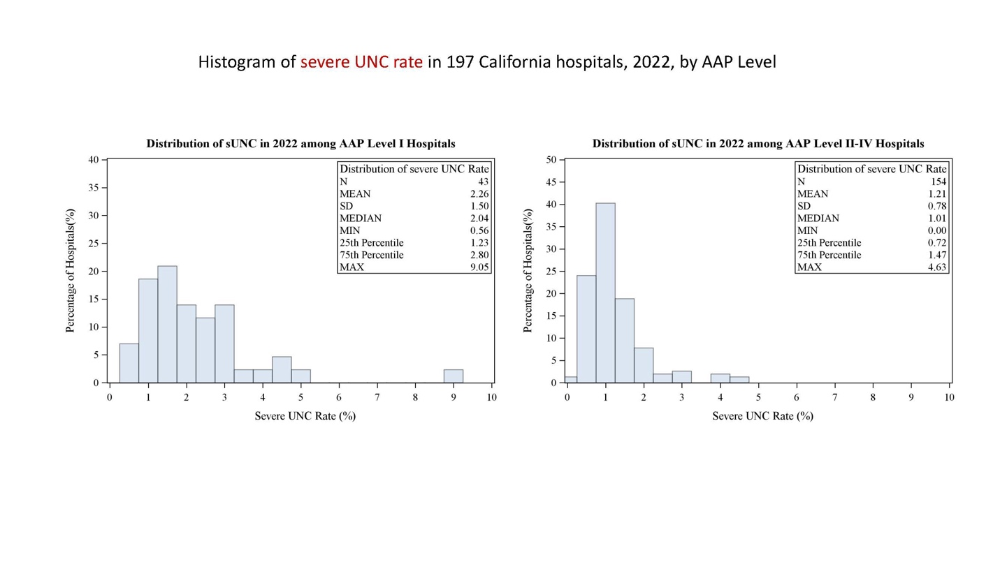 Histogram of severe UNC rate in 197 California hospitals, 2022, by AAP Level
Distribution of sUNC in 2022 among AAP Level I Hospitals
Percentage of Hospitals(%)
40
35
30
25
20
15
10
5
0
Distribution of severe UNC Rate
N 43
MEAN 2.26
SD 1.50
MEDIAN 2.04
MIN 0.56
25th Percentile 1.23
75th Percentile 2.80
MAX 9.05
0 1 2 3 4 5 6 7 8 9 10
Severe UNC Rate (%)
Distribution of sUNC in 2022 among AAP Level II-IV Hospitals
Percentage of Hospitals(%)
50
45
40
35
30
25
20
15
10
5
0
Distribution of severe UNC Rate
N 154
MEAN 1.21
SD 0.78
MEDIAN 1.01
MIN 0.00
25th Percentile 0.72
75th Percentile 1.47
MAX 4.63
0 1 2 3 4 5 6 7 8 9 10
Severe UNC Rate (%)